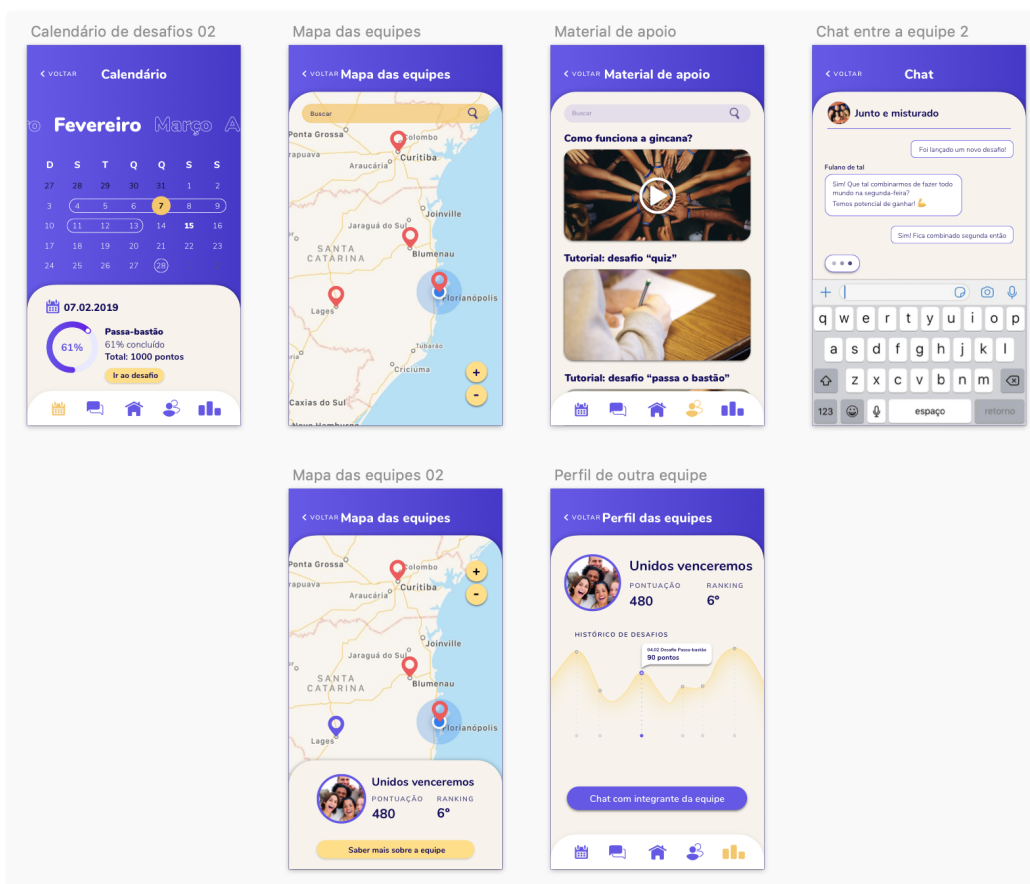 Calendário de desafios 02
VOLTAR Calendário
o Fevereiro Março A
D S T Q Q S S
27 28 29 30 31 1 2
3 4 5 6 7 8 9
10 11 12 13 14 15 16
17 18 19 20 21 22 23
24 25 26 27 28
07.02.2019
61%
Passa-bastão
61% concluído
Total: 1000 pontos
Ir ao desafio
Mapa das equipes
VOLTAR Mapa das equipes
Buscar
Ponta Grossa
Colombo
rapuava
Curitiba
Araucária
Joinville
Jaraguá do Sul
SANTA
CATARINA
Blumenau
Florianópolis
Lages
Tubarão
Criciuma
+
-
Caxias do Sul
Novo Hamburgo
Material de apoio
VOLTAR Material de apoio
Buscar
Como funciona a gincana?
Tutorial: desafio “quiz”
Tutorial: desafio “passa o bastão”
Chat entre a equipe 2
VOLTAR Chat
Junto e misturado
Foi lançado um novo desafio!
Fulano de tal
Sim! Que tal combinarmos de fazer todo
mundo na segunda-feira?
Temos potencial de ganhar! 💪
Sim! Fica combinado segunda então
q w e r t y u i o p
a s d f g h j k l
z x c v b n m
123 espaço retorno
Mapa das equipes 02
VOLTAR Mapa das equipes
Ponta Grossa
Colombo
+
rapuava
Curitiba
-
Araucária
Joinville
Jaraguá do Sul
SANTA
CATARINA
Blumenau
Florianópolis
Lages
Unidos venceremos
PONTUAÇÃO RANKING
480 6º
Saber mais sobre a equipe
Perfil de outra equipe
VOLTAR Perfil das equipes
Unidos venceremos
PONTUAÇÃO RANKING
480 6º
HISTÓRICO DE DESAFIOS
04.02 Desafio Passa-bastão
90 pontos
Chat com integrante da equipe